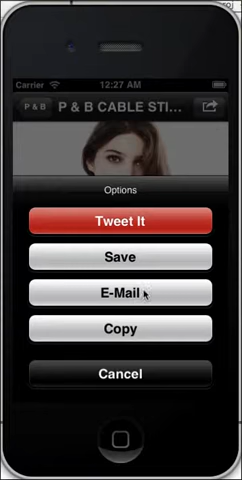 Carrier 12:27 AM
P & B P & B CABLE STI...
Options
Tweet It
Save
E-Mail
Copy
Cancel